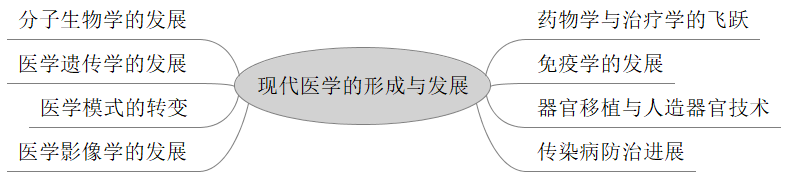 分子生物学的发展
医学遗传学的发展
医学模式的转变
医学影像学的发展
现代医学的形成与发展
药物学与治疗学的飞跃
免疫学的发展
器官移植与人造器官技术
传染病防治进展